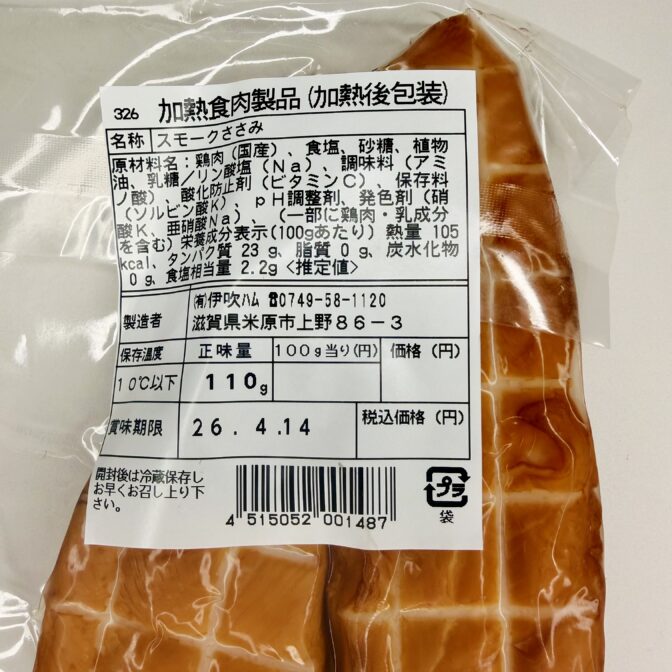 326 加熱食肉製品(加熱後包装)
名称 スモークささみ
原材料名:鶏肉(国産)、食塩、砂糖、植物
油、乳糖/リン酸塩(Na)、調味料(アミ
ノ酸)、酸化防止剤(ビタミンC)、保存料
(ソルビン酸K)、pH調整剤、発色剤(硝
酸K、亜硝酸Na)、(一部に鶏肉・乳成分
を含む)栄養成分表示(100gあたり)熱量 105
kcal、タンパク質 23 g、脂質 0 g、炭水化物
0 g、食塩相当量 2.2g<推定値>
製造者 (有)伊吹ハム ☎0749-58-1120
滋賀県米原市上野86-3
保存温度 正味量 100g当り(円) 価格(円)
10℃以下 110g
賞味期限 26.4.14 税込価格(円)
開封後は冷蔵保存し
お早くお召し上り下
さい。
4 515052 001487
プラ
袋